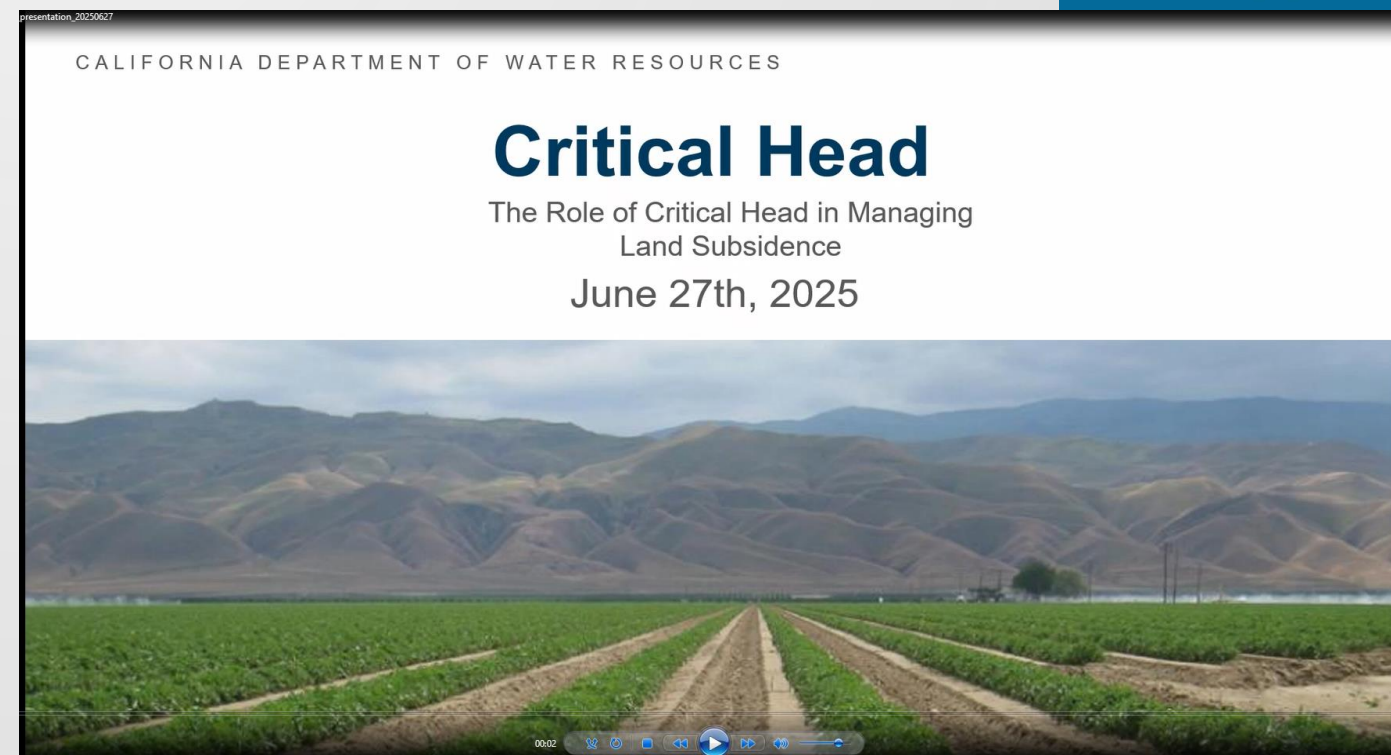 presentation_20250627
CALIFORNIA DEPARTMENT OF WATER RESOURCES
Critical Head
The Role of Critical Head in Managing
Land Subsidence
June 27th, 2025
00:02